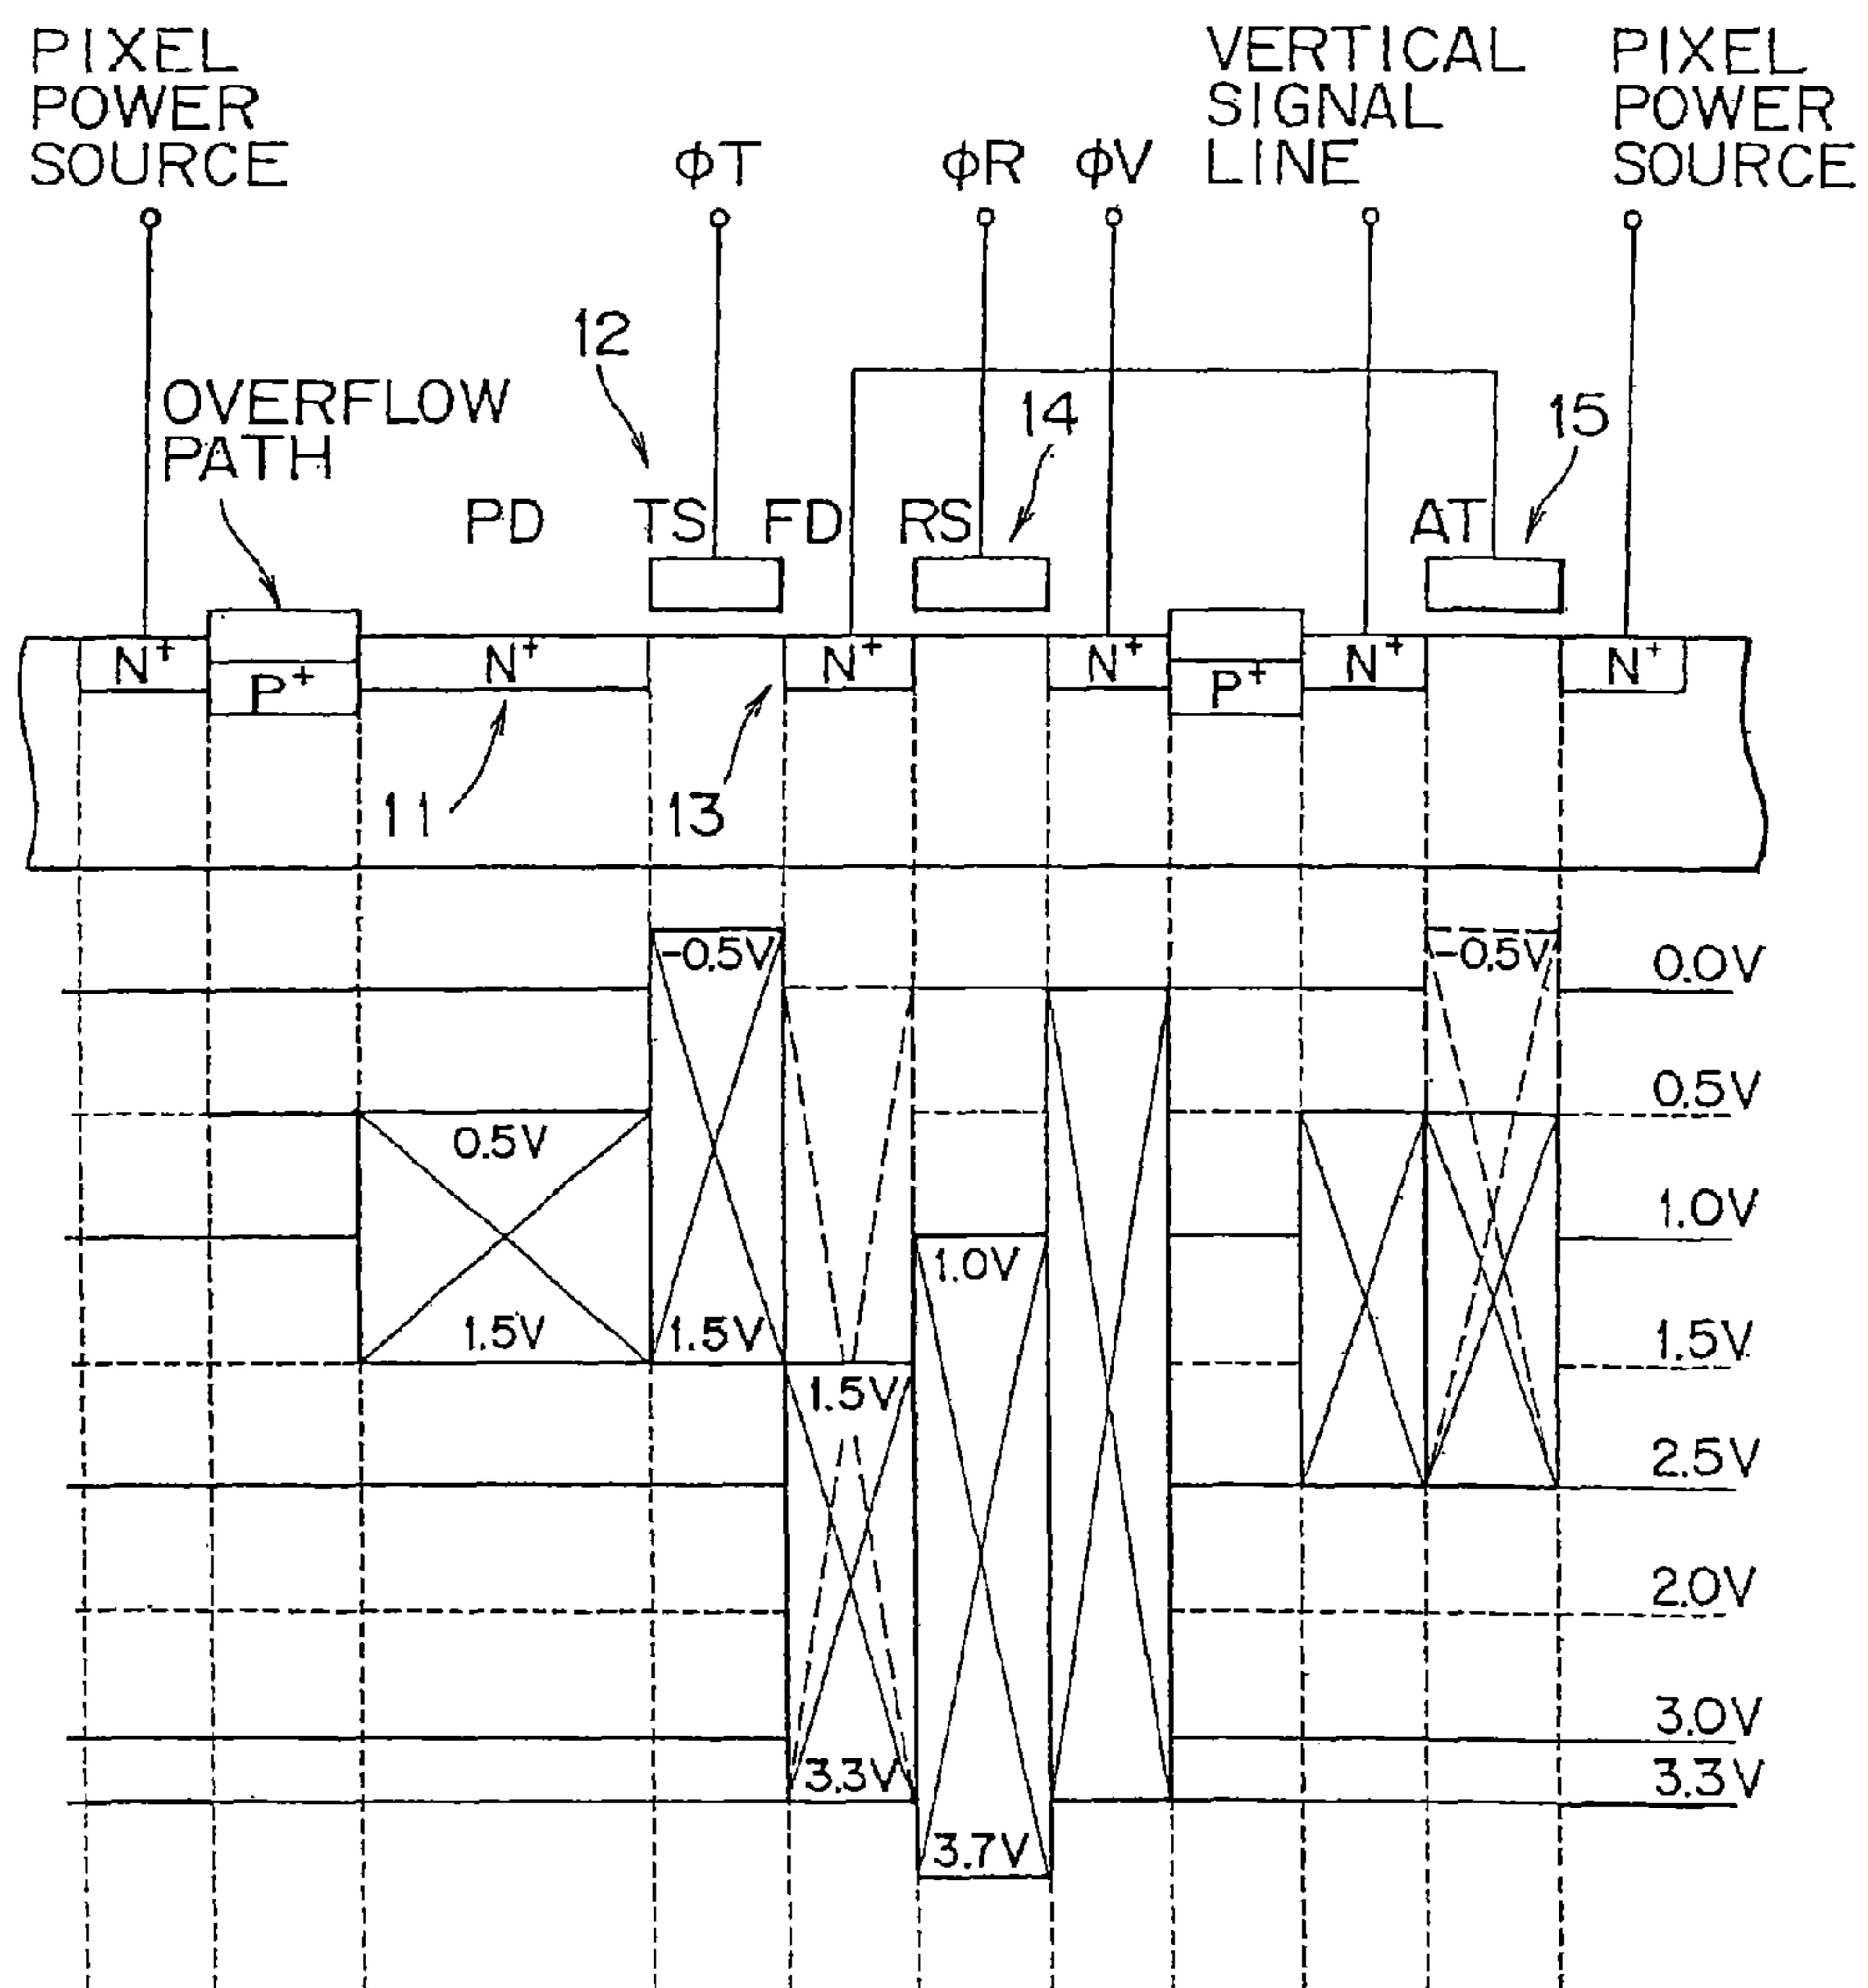 PIXEL
POWER
SOURCE
φT
φR
φV
VERTICAL
SIGNAL
LINE
PIXEL
POWER
SOURCE
12
OVERFLOW
PATH
14
15
PD
TS
FD
RS
AT
N+
P+
N+
N+
N+
P+
N+
N+
11
13
-0.5V
-0.5V
0.0V
0.5V
0.5V
1.0V
1.0V
1.5V
1.5V
1.5V
1.5V
2.5V
2.0V
3.0V
3.3V
3.3V
3.7V